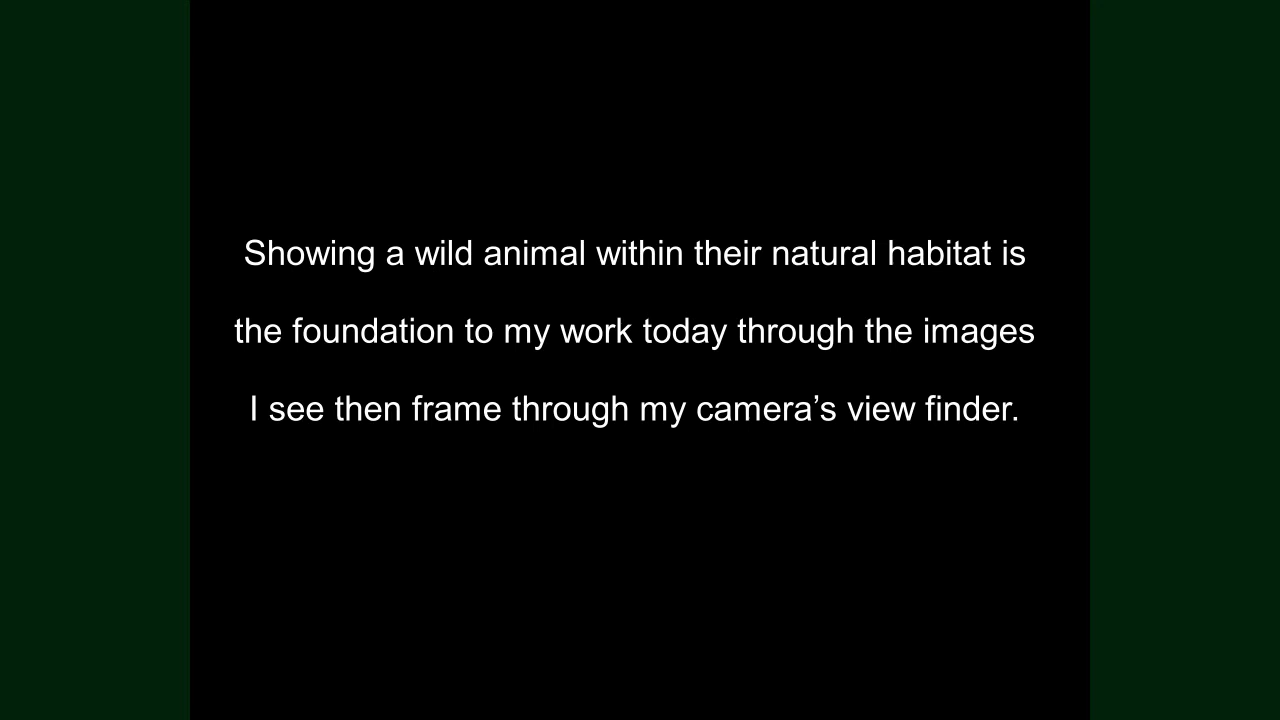 Showing a wild animal within their natural habitat is
the foundation to my work today through the images
I see then frame through my camera’s view finder.